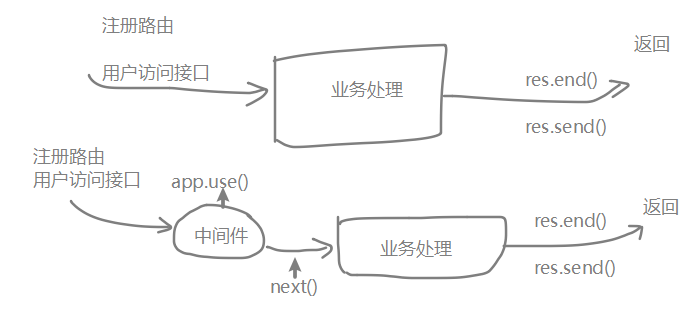 注册路由
返回
用户访问接口
业务处理
res.end()
res.send()
注册路由
用户访问接口
app.use()
中间件
next()
业务处理
res.end()
res.send()
返回